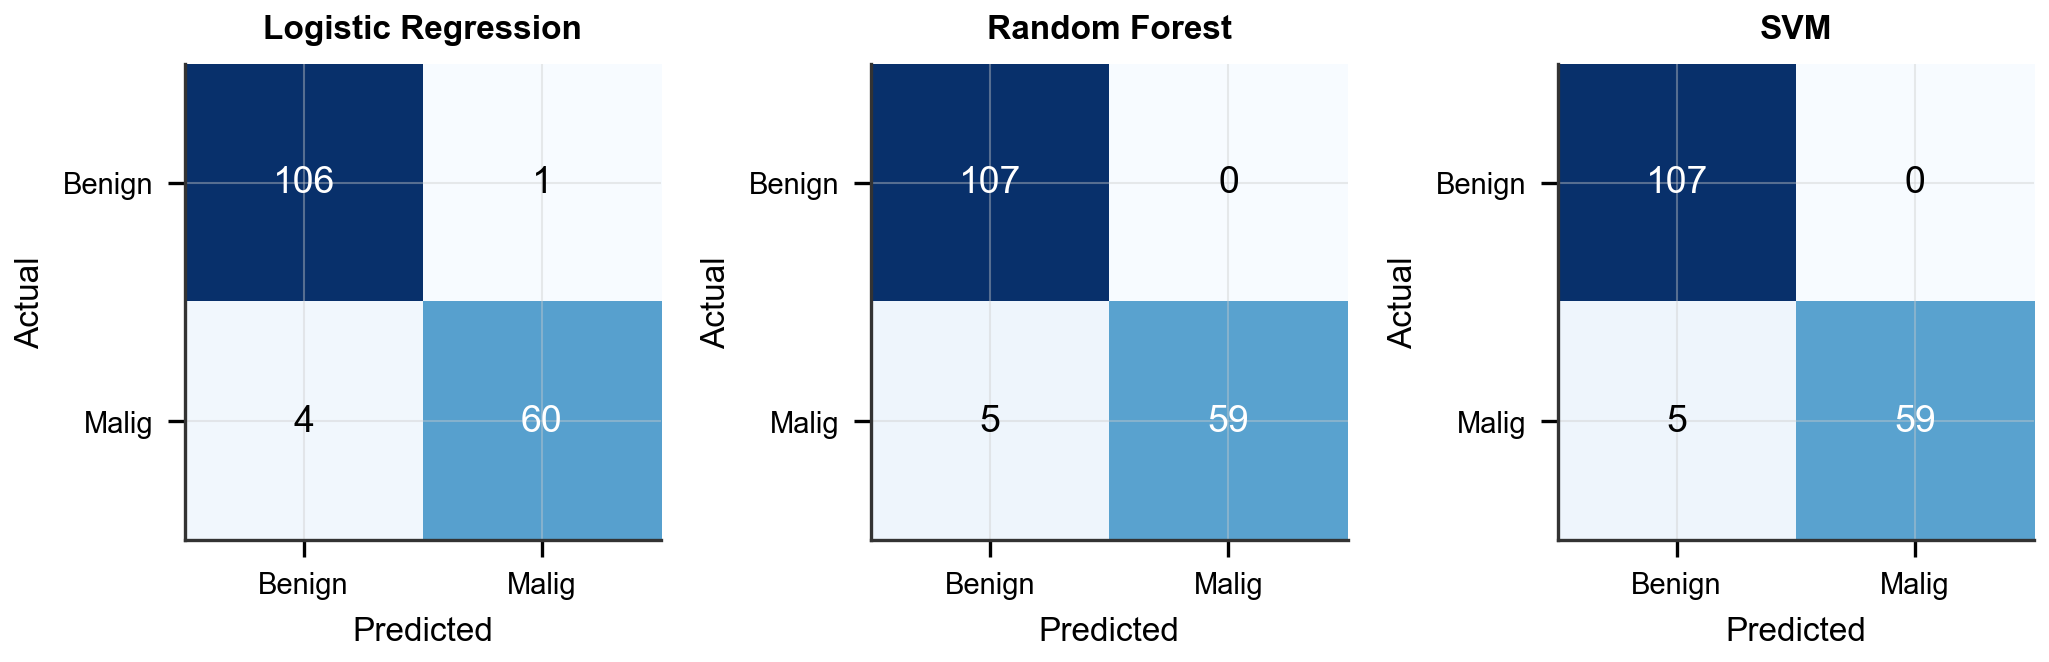 Logistic Regression
Actual
Benign
106
1
Malig
4
60
Benign
Malig
Predicted
Random Forest
Actual
Benign
107
0
Malig
5
59
Benign
Malig
Predicted
SVM
Actual
Benign
107
0
Malig
5
59
Benign
Malig
Predicted